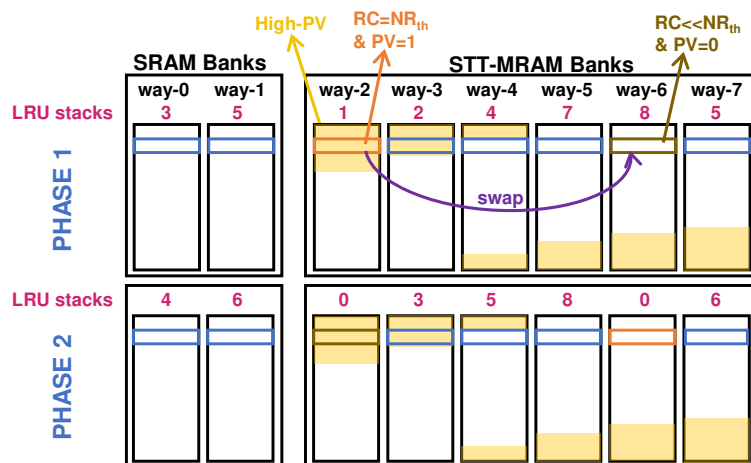 High-PV
RC=NRth
& PV=1
RC<<NRth
& PV=0
SRAM Banks
STT-MRAM Banks
way-0 way-1 way-2 way-3 way-4 way-5 way-6 way-7
LRU stacks 3 5 1 2 4 7 8 5
PHASE 1
swap
LRU stacks 4 6 0 3 5 8 0 6
PHASE 2